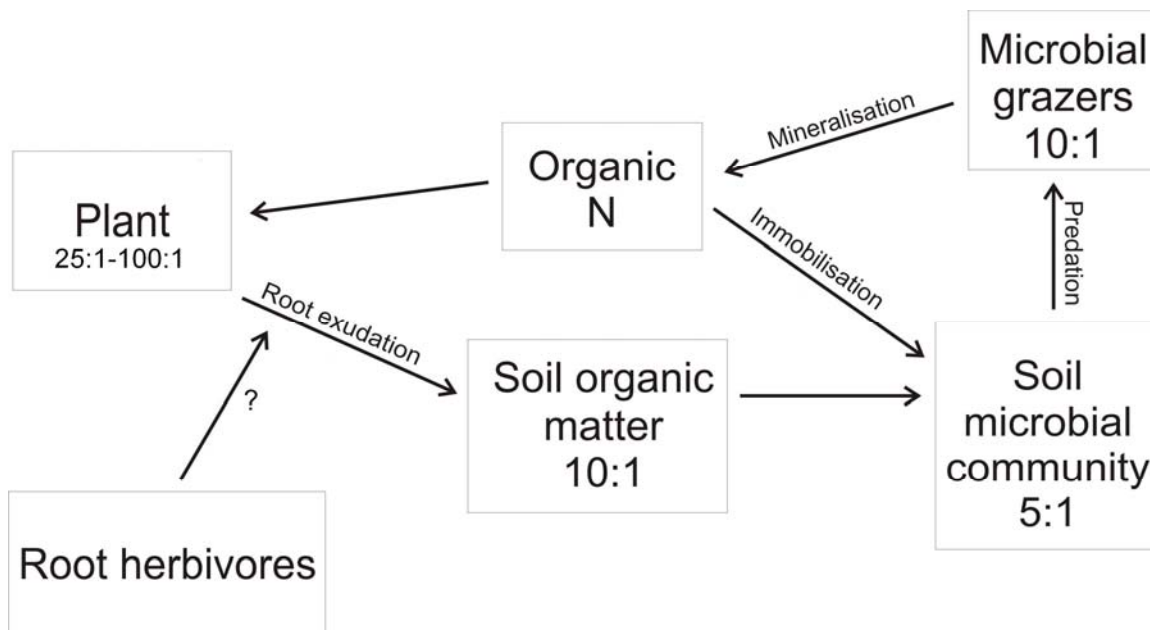 Microbial
grazers
10:1
Mineralisation
Organic
N
Plant
25:1-100:1
Immobilisation
Predation
Root exudation
Soil organic
matter
10:1
Soil
microbial
community
5:1
?
Root herbivores